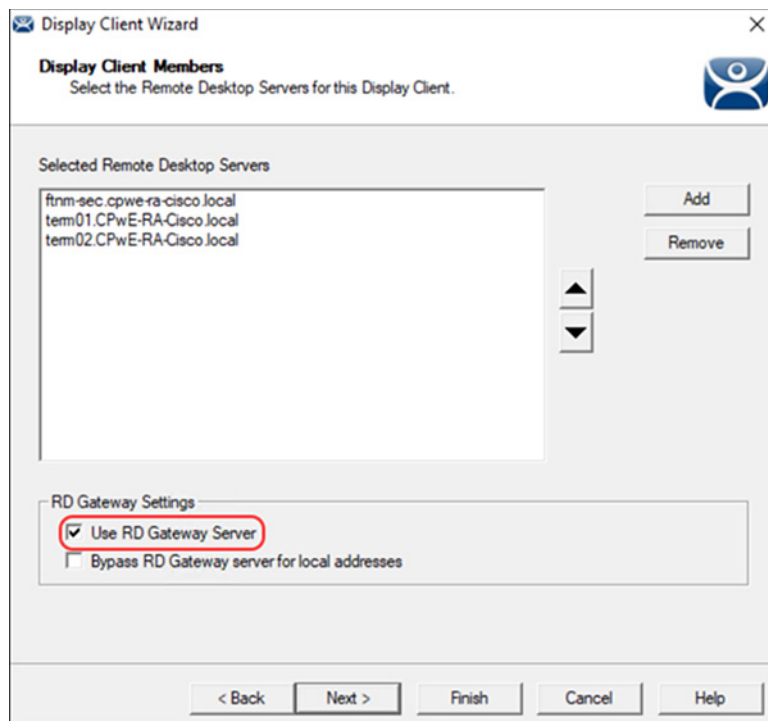 Display Client Wizard
Display Client Members
Select the Remote Desktop Servers for this Display Client.
Selected Remote Desktop Servers
ftnm-sec.cpwe-ra-cisco.local
term01.CPwE-RA-Cisco.local
term02.CPwE-RA-Cisco.local
Add
Remove
RD Gateway Settings
Use RD Gateway Server
Bypass RD Gateway server for local addresses
< Back
Next >
Finish
Cancel
Help